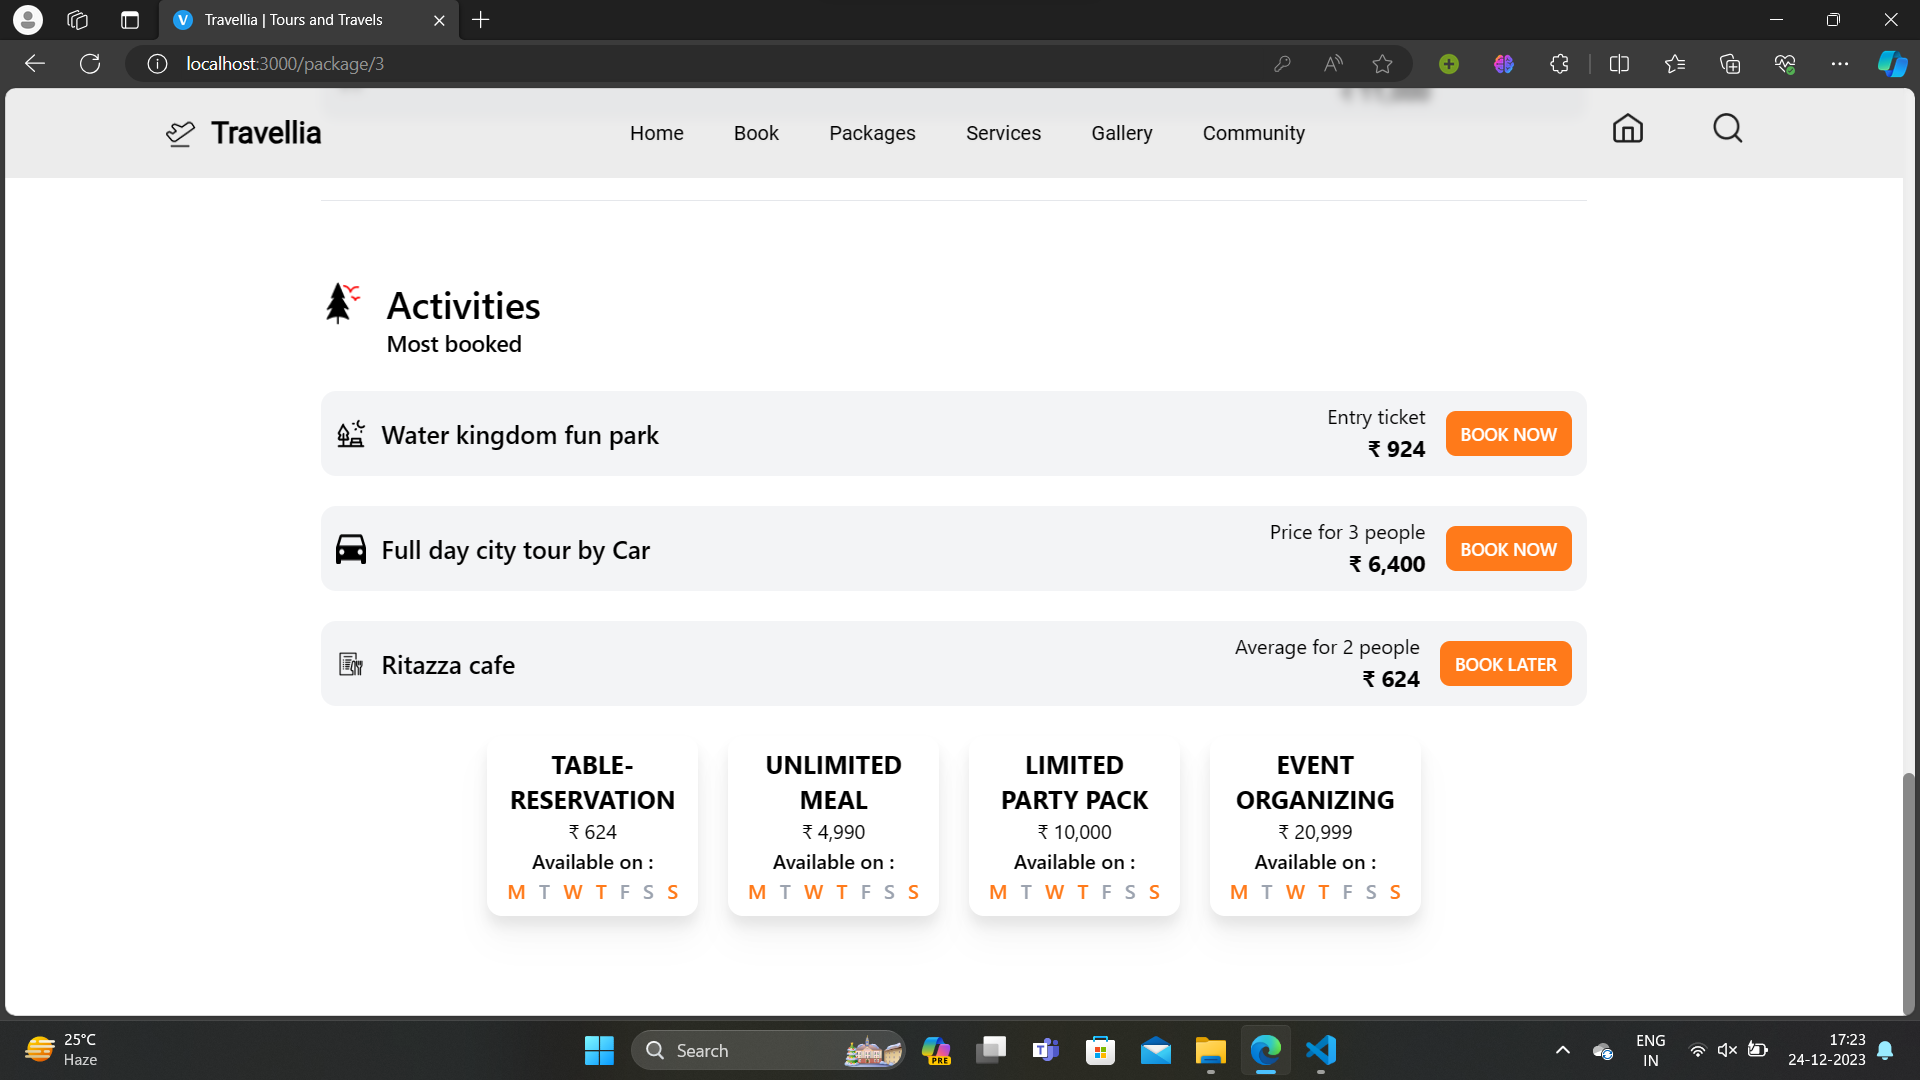 Travellia | Tours and Travels
localhost:3000/package/3
Travellia
Home
Book
Packages
Services
Gallery
Community
Activities
Most booked
Water kingdom fun park
Entry ticket
₹ 924
BOOK NOW
Full day city tour by Car
Price for 3 people
₹ 6,400
BOOK NOW
Ritazza cafe
Average for 2 people
₹ 624
BOOK LATER
TABLE-
RESERVATION
₹ 624
Available on :
M T W T F S S
UNLIMITED
MEAL
₹ 4,990
Available on :
M T W T F S S
LIMITED
PARTY PACK
₹ 10,000
Available on :
M T W T F S S
EVENT
ORGANIZING
₹ 20,999
Available on :
M T W T F S S
25°C
Haze
Search
PRE
ENG
IN
17:23
24-12-2023